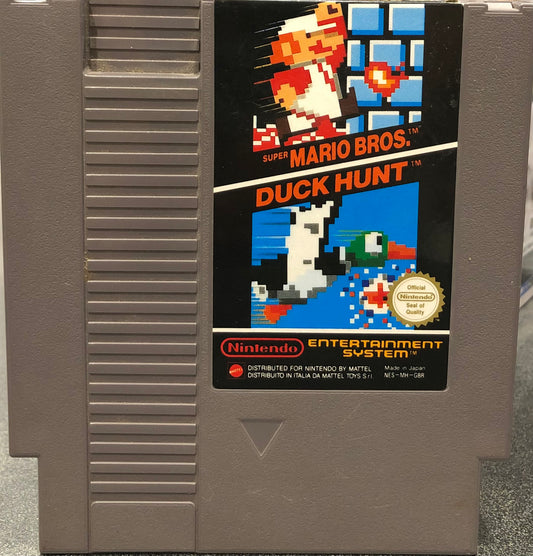 SUPER MARIO BROS.™
DUCK HUNT™
Official
Nintendo
Seal of
Quality
Nintendo ENTERTAINMENT
SYSTEM™
MATTEL
DISTRIBUTED FOR NINTENDO BY MATTEL
DISTRIBUITO IN ITALIA DA MATTEL TOYS S.r.l.
Made in Japan
NES-MH-GBR